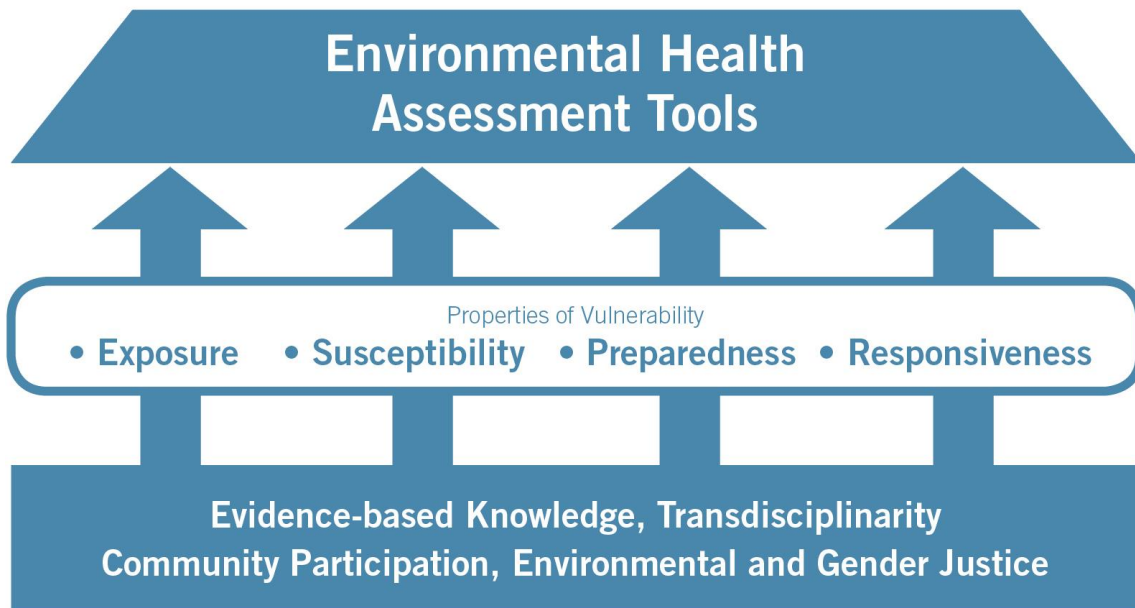 Environmental Health
Assessment Tools
Properties of Vulnerability
• Exposure • Susceptibility • Preparedness • Responsiveness
Evidence-based Knowledge, Transdisciplinarity
Community Participation, Environmental and Gender Justice